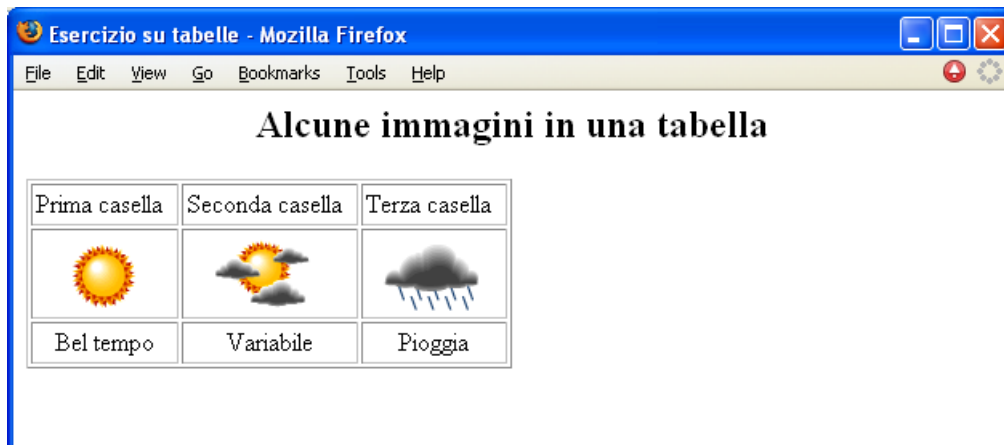 Esercizio su tabelle - Mozilla Firefox
File Edit View Go Bookmarks Tools Help
Alcune immagini in una tabella
Prima casella Seconda casella Terza casella
Bel tempo Variabile Pioggia